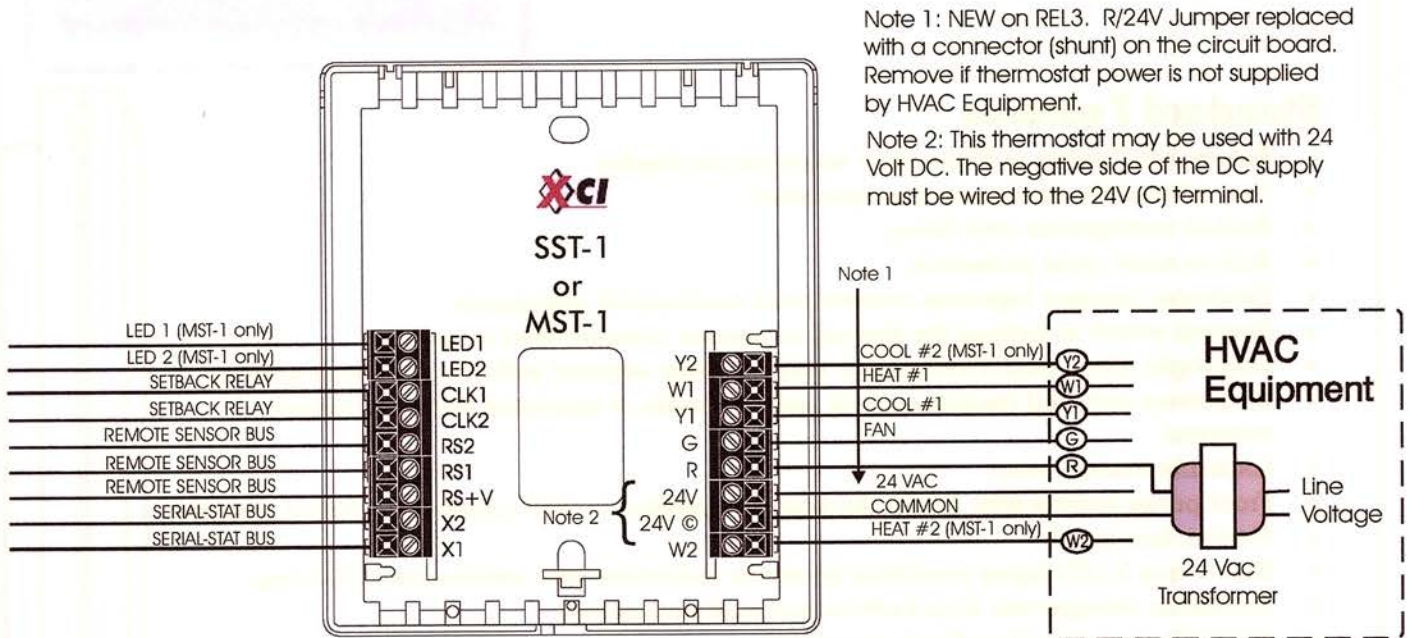 Note 1: NEW on REL3. R/24V Jumper replaced
with a connector (shunt) on the circuit board.
Remove if thermostat power is not supplied
by HVAC Equipment.
Note 2: This thermostat may be used with 24
Volt DC. The negative side of the DC supply
must be wired to the 24V (C) terminal.
XCI
SST-1
or
MST-1
Note 1
LED 1 (MST-1 only)
LED 2 (MST-1 only)
SETBACK RELAY
SETBACK RELAY
REMOTE SENSOR BUS
REMOTE SENSOR BUS
REMOTE SENSOR BUS
SERIAL-STAT BUS
SERIAL-STAT BUS
LED1
LED2
CLK1
CLK2
RS2
RS1
RS+V
X2
X1
Note 2
Y2
W1
Y1
G
R
24V
24V ©
W2
COOL #2 (MST-1 only)
HEAT #1
COOL #1
FAN
24 VAC
COMMON
HEAT #2 (MST-1 only)
Y2
W1
Y1
G
R
W2
HVAC
Equipment
Line
Voltage
24 Vac
Transformer